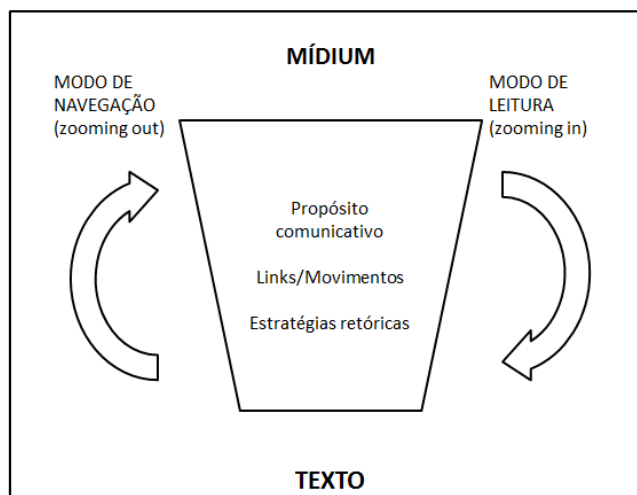 MÍDIUM
MODO DE
NAVEGAÇÃO
(zooming out)
MODO DE
LEITURA
(zooming in)
Propósito
comunicativo
Links/Movimentos
Estratégias retóricas
TEXTO